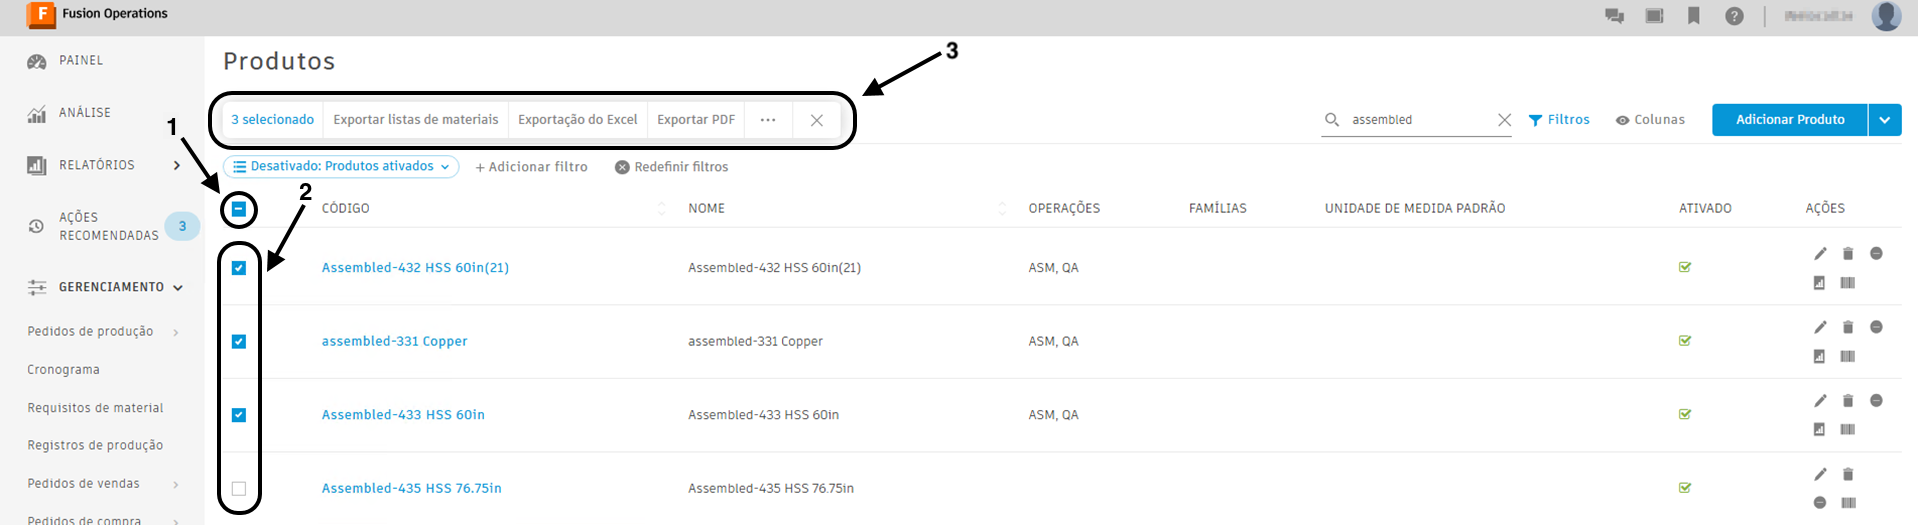 Fusion Operations
PAINEL
ANÁLISE
RELATÓRIOS
AÇÕES
RECOMENDADAS
3
GERENCIAMENTO
Pedidos de produção
Cronograma
Requisitos de material
Registros de produção
Pedidos de vendas
Pedidos de compra
Produtos
3
3 selecionado Exportar listas de materiais Exportação do Excel Exportar PDF ...
assembled
Filtros
Colunas
Adicionar Produto
1
Desativado: Produtos ativados
+ Adicionar filtro
Redefinir filtros
2
CÓDIGO NOME OPERAÇÕES FAMÍLIAS UNIDADE DE MEDIDA PADRÃO ATIVADO AÇÕES
Assembled-432 HSS 60in(21) Assembled-432 HSS 60in(21) ASM, QA
assembled-331 Copper assembled-331 Copper ASM, QA
Assembled-433 HSS 60in Assembled-433 HSS 60in ASM, QA
Assembled-435 HSS 76.75in Assembled-435 HSS 76.75in